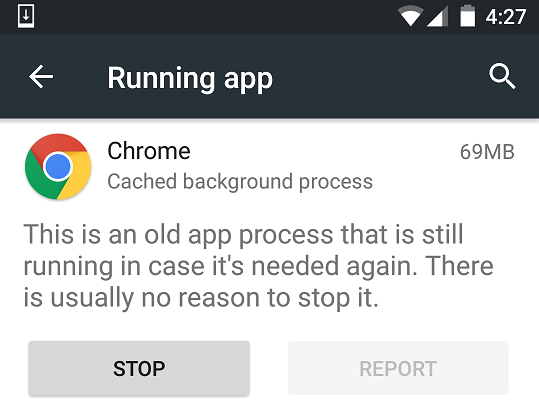 4:27
Running app
Chrome
69MB
Cached background process
This is an old app process that is still
running in case it's needed again. There
is usually no reason to stop it.
STOP
REPORT